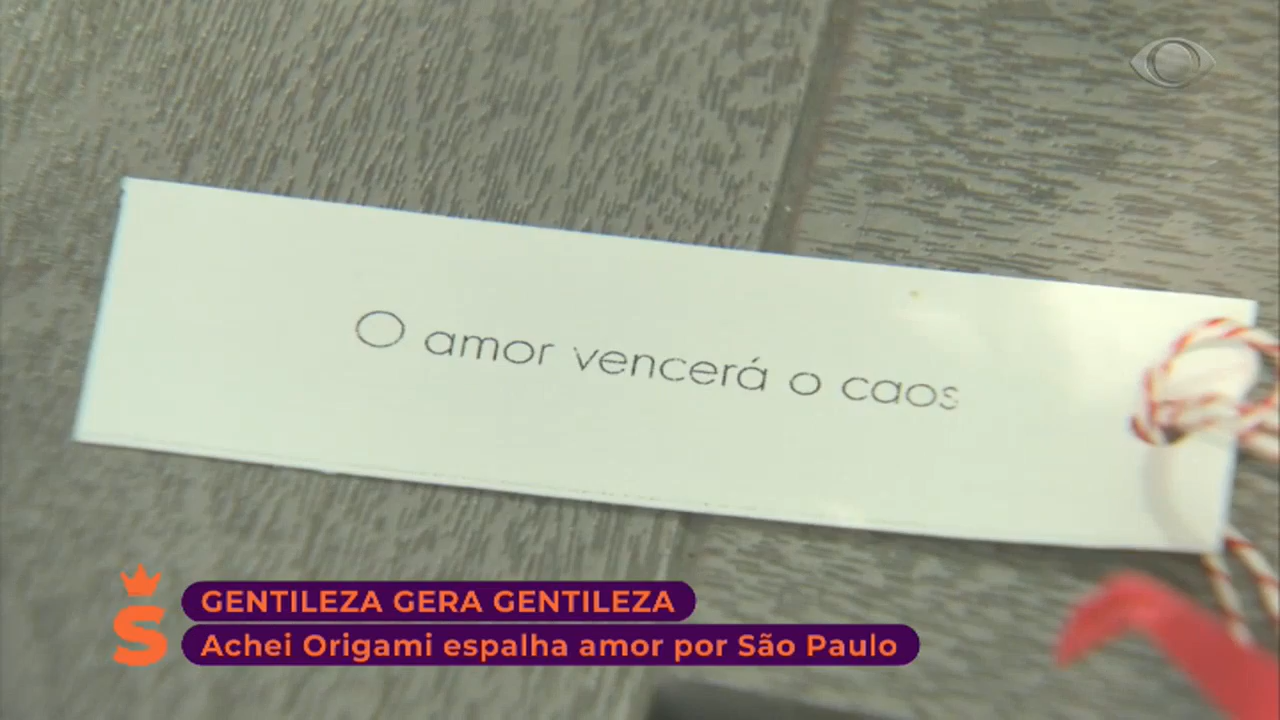 O amor vencerá o caos
S
GENTILEZA GERA GENTILEZA
Achei Origami espalha amor por São Paulo